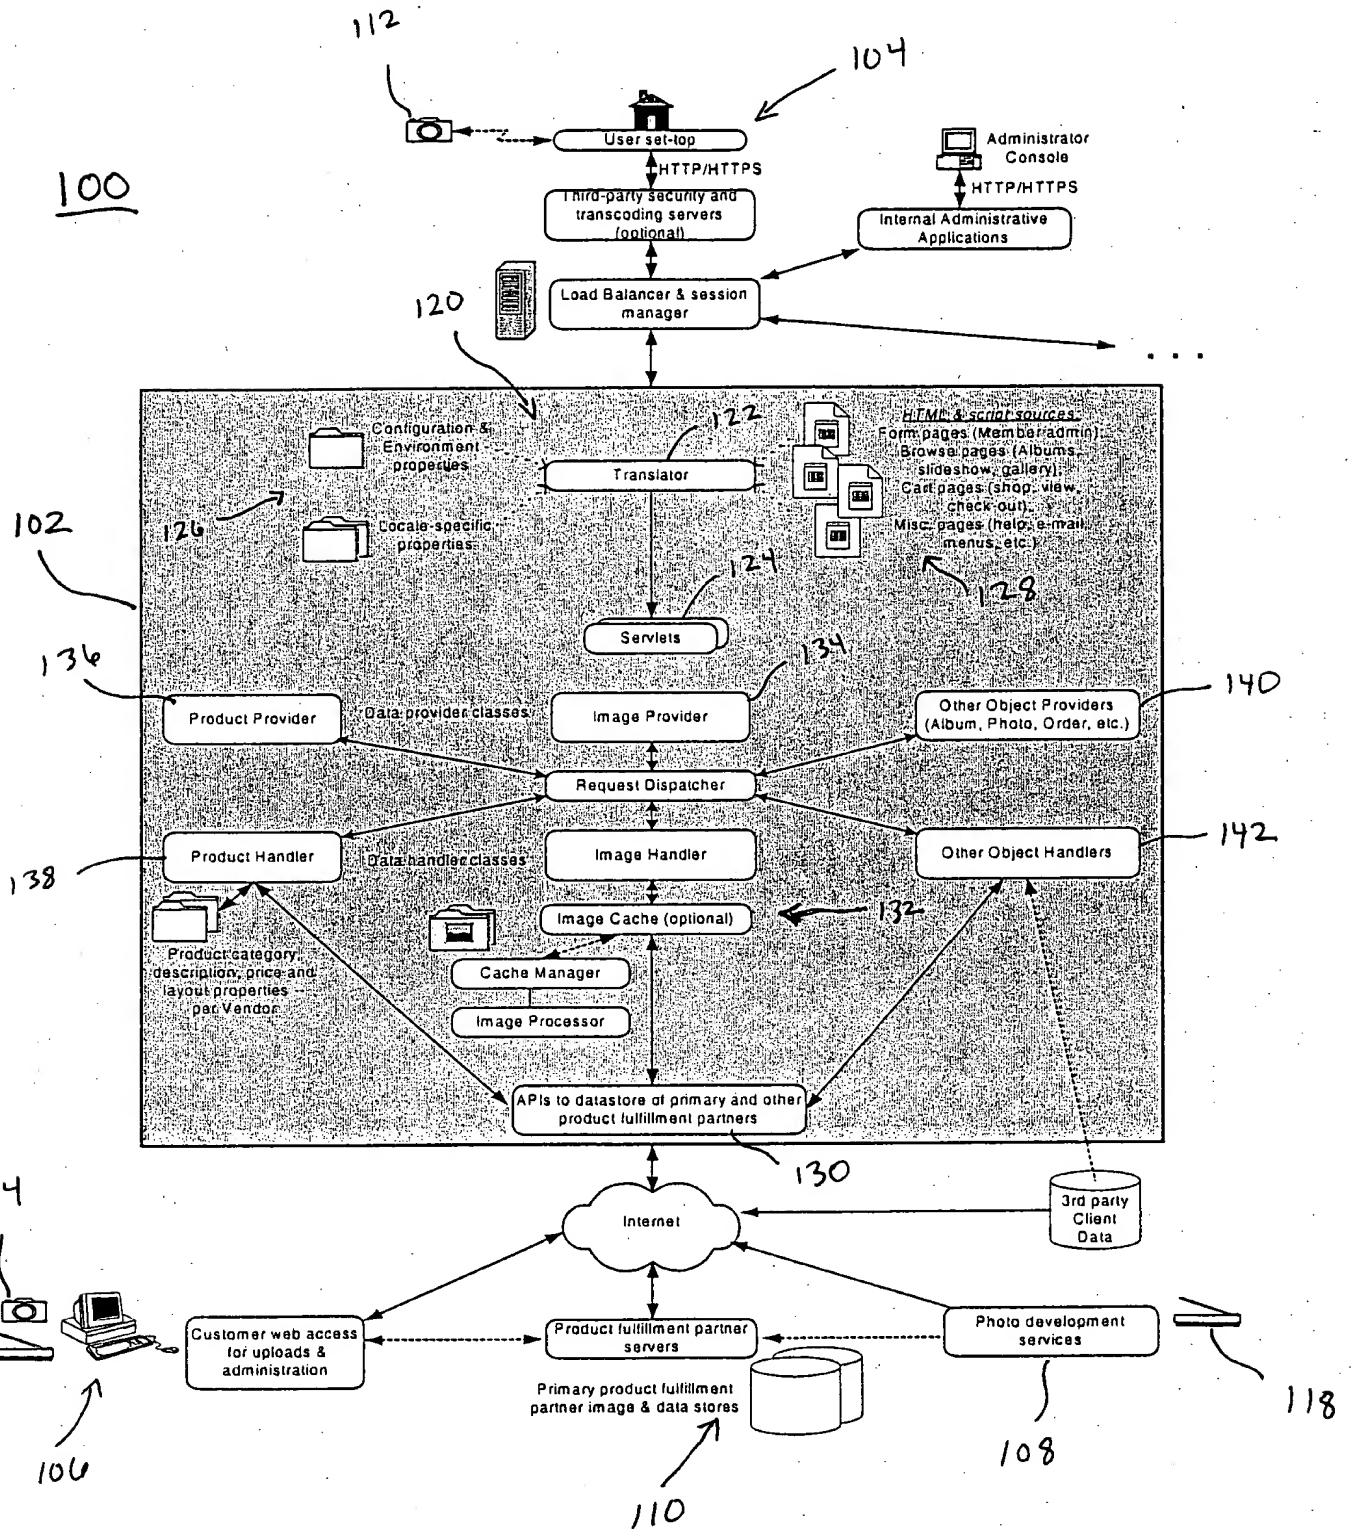 112
104
User set-top
Administrator
Console
HTTP/HTTPS
100
HTTP/HTTPS
Third-party security and
transcoding servers
(optional)
Internal Administrative
Applications
Load Balancer & session
manager
120
. . .
122
Configuration &
Environment
properties
HTML & script sources:
Form pages (Member admin);
Browse pages (Albums,
slideshow, gallery);
Cart pages (shop, view,
check-out);
Misc. pages (help, e-mail,
menus, etc.)
Translator
126
102
Locale-specific
properties
124
128
Servlets
136
134
140
Product Provider
Data provider classes
Image Provider
Other Object Providers
(Album, Photo, Order, etc.)
Request Dispatcher
142
Product Handler
Data handler classes
Image Handler
Other Object Handlers
138
Image Cache (optional)
132
Product category,
description, price and
layout properties --
per Vendor
Cache Manager
Image Processor
APIs to datastore of primary and other
product fulfillment partners
130
4
Internet
3rd party
Client
Data
Customer web access
for uploads &
administration
Product fulfillment partner
servers
Photo development
services
Primary product fulfillment
partner image & data stores
118
106
108
110